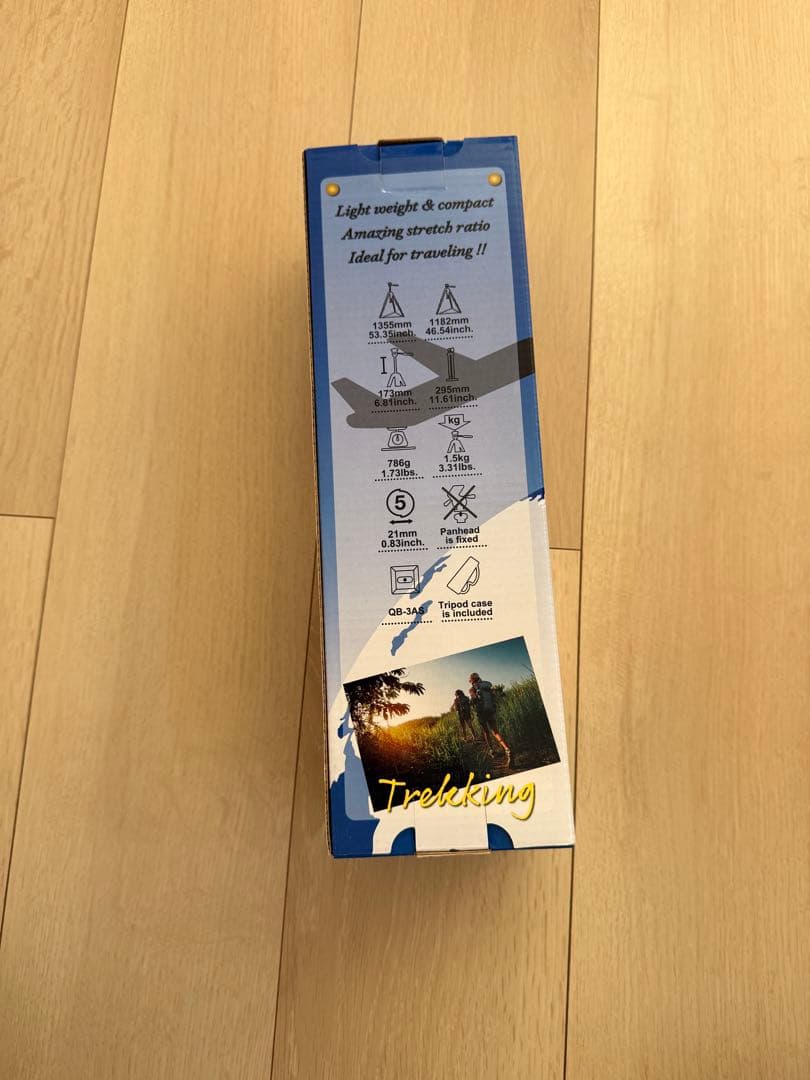 Light weight & compact
Amazing stretch ratio
Ideal for traveling !!
1355mm
53.35inch.
1182mm
46.54inch.
173mm
6.81inch.
295mm
11.61inch.
kg
786g
1.73lbs.
1.5kg
3.31lbs.
5
21mm
0.83inch.
Panhead
is fixed
QB-3AS
Tripod case
is included
Trekking